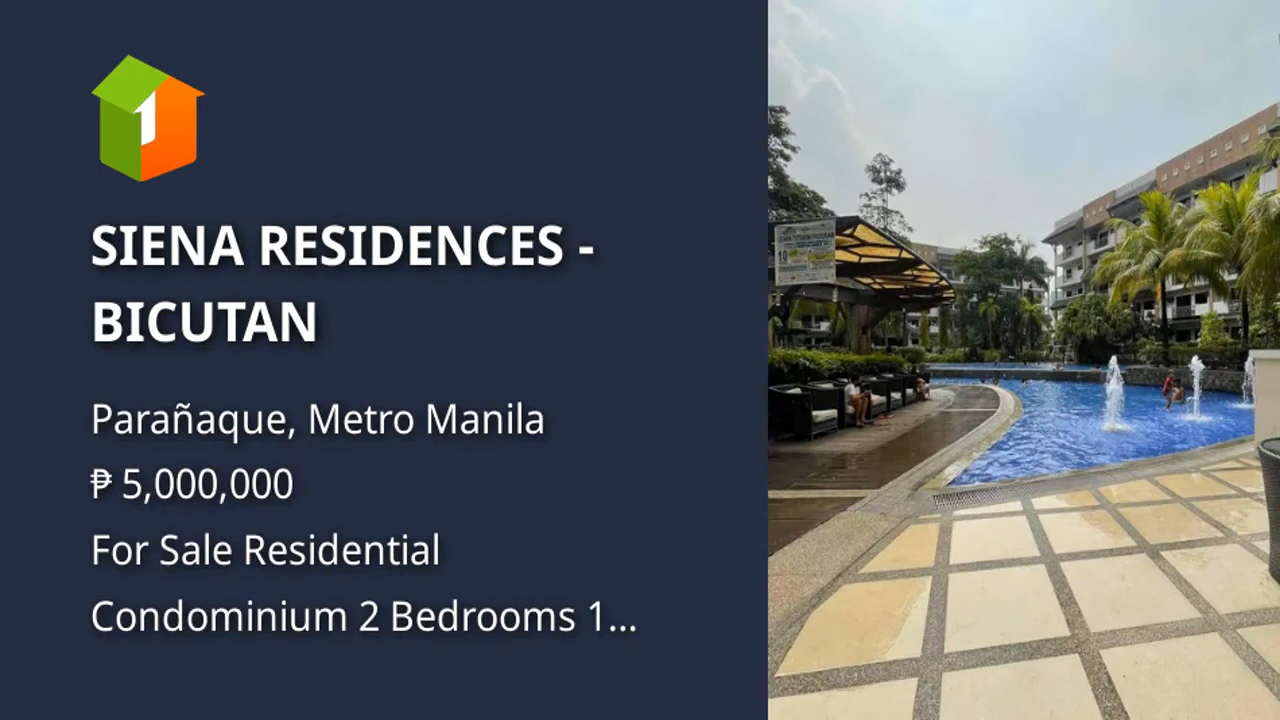 SIENA RESIDENCES -
BICUTAN
Parañaque, Metro Manila
₱ 5,000,000
For Sale Residential
Condominium 2 Bedrooms 1...